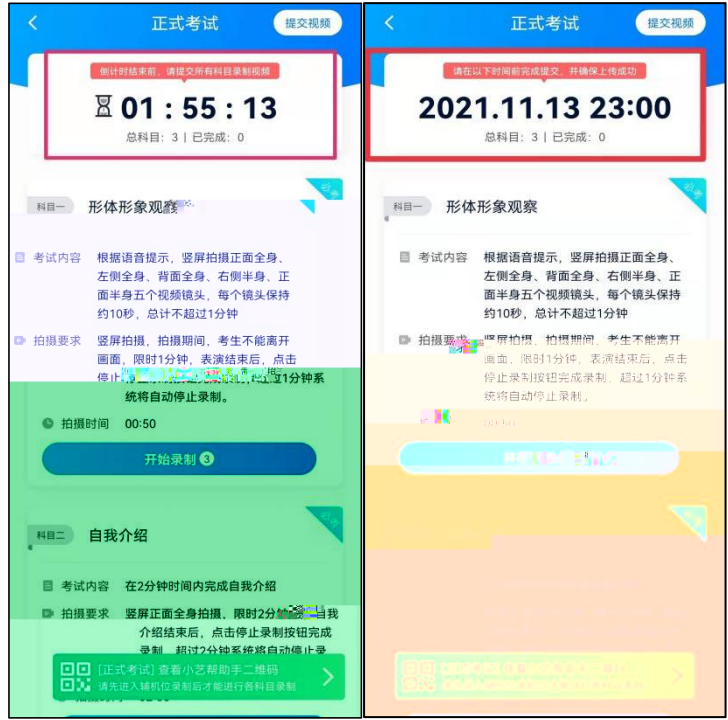 正式考试
提交视频
倒计时结束前，请提交所有科目录制视频
01 : 55 : 13
总科目: 3 | 已完成: 0
必考
科目一
形体形象观察
考试内容
根据语音提示，竖屏拍摄正面全身、
左侧全身、背面全身、右侧半身、正
面半身五个视频镜头，每个镜头保持
约10秒，总计不超过1分钟
拍摄要求
竖屏拍摄，拍摄期间，考生不能离开
画面，限时1分钟，表演结束后，点击
停止
过1分钟系
统将自动停止录制。
拍摄时间
00:50
开始录制 3
必考
科目二
自我介绍
考试内容
在2分钟时间内完成自我介绍
拍摄要求
竖屏正面全身拍摄，限时2分
自我
介绍结束后，点击停止录制按钮完成
录制，超过2分钟系统将自动停止录
[正式考试] 查看小艺帮助手二维码
请先进入辅机位录制后才能进行各科目录制
正式考试
提交视频
请在以下时间前完成提交，并确保上传成功
2021.11.13 23:00
总科目: 3 | 已完成: 0
必考
科目一
形体形象观察
考试内容
根据语音提示，竖屏拍摄正面全身、
左侧全身、背面全身、右侧半身、正
面半身五个视频镜头，每个镜头保持
约10秒，总计不超过1分钟
拍摄要求
竖屏拍摄，拍摄期间，考生不能离开
画面，限时1分钟，表演结束后，点击
停止录制按钮完成录制，超过1分钟系
统将自动停止录制。
00:50